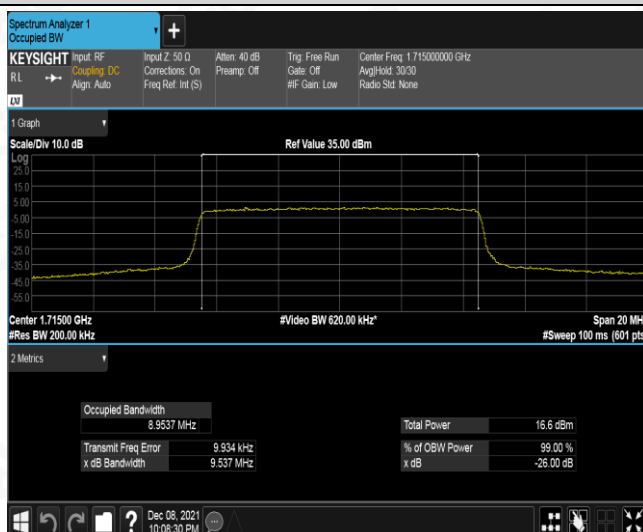 Spectrum Analyzer 1
Occupied BW
+
KEYSIGHT Input: RF Input Z: 50 Ω Atten: 40 dB Trig: Free Run Center Freq: 1.715000000 GHz
R L Coupling: DC Corrections: On Preamp: Off Gate: Off Avg|Hold: 30/30
Align: Auto Freq Ref: Int (S) #IF Gain: Low Radio Std: None
LXI
1 Graph
Scale/Div 10.0 dB Ref Value 35.00 dBm
Log
25.0
15.0
5.00
-5.00
-15.0
-25.0
-35.0
-45.0
-55.0
Center 1.71500 GHz #Video BW 620.00 kHz* Span 20 MH
#Res BW 200.00 kHz #Sweep 100 ms (601 pts
2 Metrics
Occupied Bandwidth
8.9537 MHz Total Power 16.6 dBm
Transmit Freq Error 9.934 kHz % of OBW Power 99.00 %
x dB Bandwidth 9.537 MHz x dB -26.00 dB
? Dec 08, 2021
10:08:30 PM